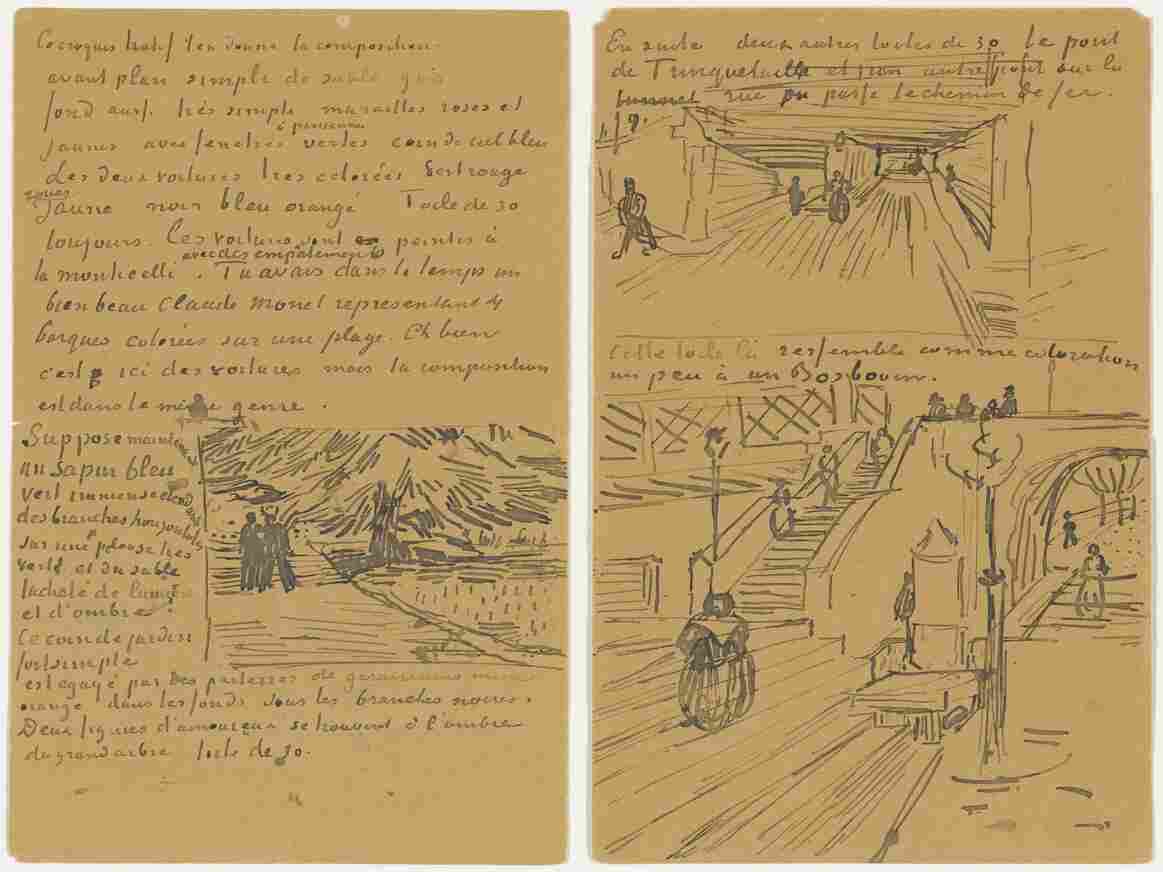 Ce croquis hatif t'en donne la composition
avant plan simple de sable gris
fond aussi très simple murailles roses et
jaunes avec fenêtres à persiennes vertes coin de ciel bleu
Les deux voitures très colorées vert rouge
roues jaune noir bleu orangé Toile de 30
toujours. Les voitures sont peintes à
la monticelli avec des empatements. Tu avais dans le temps un
bien beau Claude Monet representant 4
barques colorées sur une plage. Eh bien
c'est ici des voitures mais la composition
est dans le même genre.
Suppose maintenant
un sapin bleu
vert immense etendant
des branches horizontales
sur une pelouse très
verte et du sable
tacheté de lumière
et d'ombre.
Ce coin de jardin
fort simple
est egayé par des parterres de geraniums mine
orange dans les fonds sous les branches noires.
Deux figures d'amoureux se trouvent à l'ombre
du grand arbre toile de 30.
En suite deux autres toiles de 30 le pont
de Trinquetaille et un autre pont sur la
rue ou passe le chemin de fer.
Cette toile là ressemble comme coloration
un peu à un Bosboom.